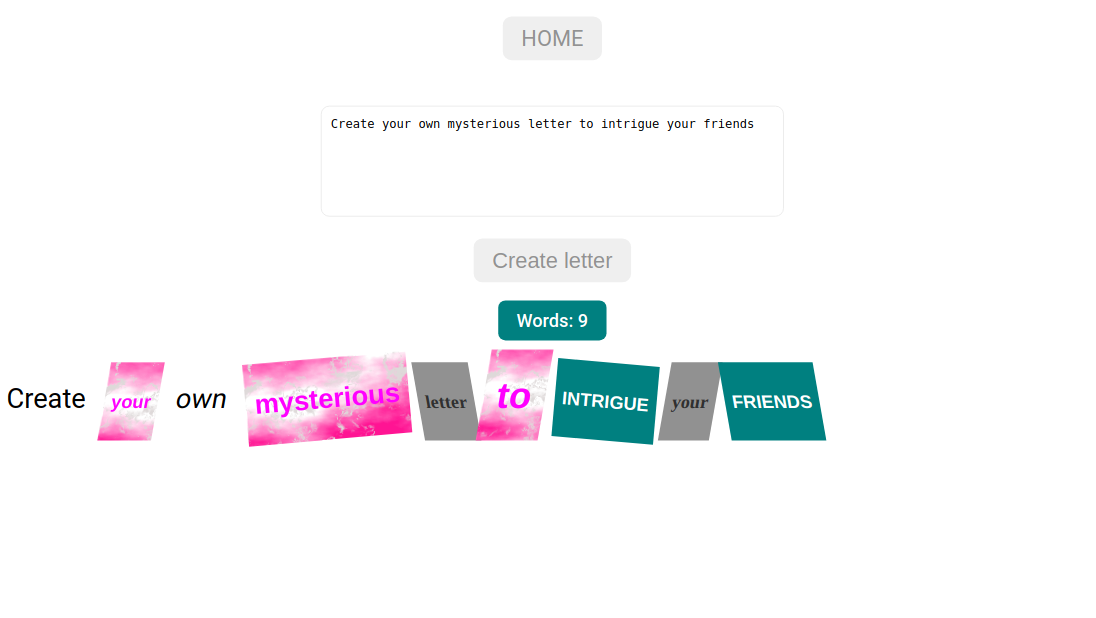 HOME
Create your own mysterious letter to intrigue your friends
Create letter
Words: 9
Create your own mysterious letter to INTRIGUE your FRIENDS